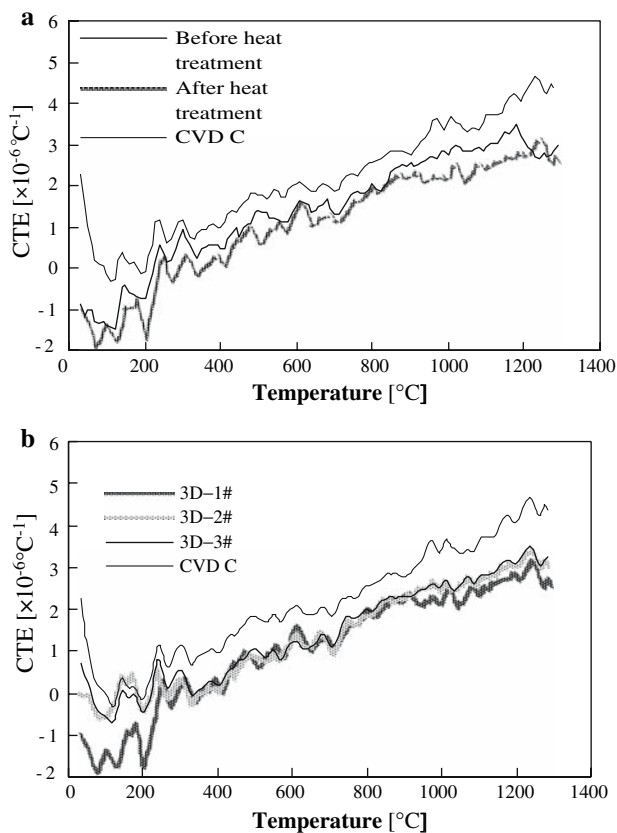 a
6
5
4
3
2
1
0
-1
-2
CTE [×10⁻⁶°C⁻¹]
Before heat
treatment
After heat
treatment
CVD C
0 200 400 600 800 1000 1200 1400
Temperature [°C]
b
6
5
4
3
2
1
0
-1
-2
CTE [×10⁻⁶°C⁻¹]
3D–1#
3D–2#
3D–3#
CVD C
0 200 400 600 800 1000 1200 1400
Temperature [°C]